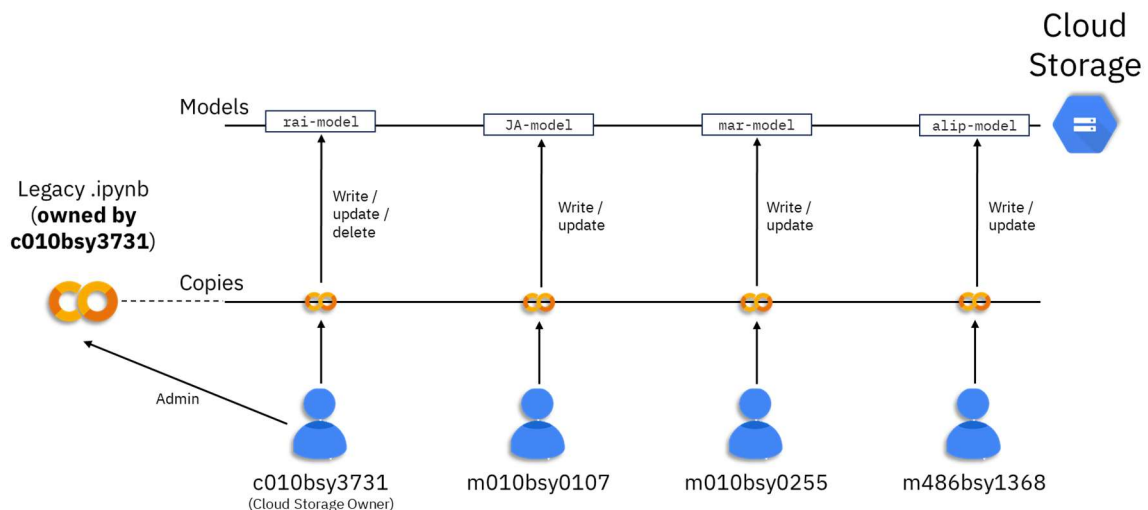 Cloud
Storage
Models
rai-model
JA-model
mar-model
alip-model
Legacy .ipynb
(owned by
c010bsy3731)
Write /
update /
delete
Write /
update
Write /
update
Write /
update
Copies
Admin
c010bsy3731
(Cloud Storage Owner)
m010bsy0107
m010bsy0255
m486bsy1368